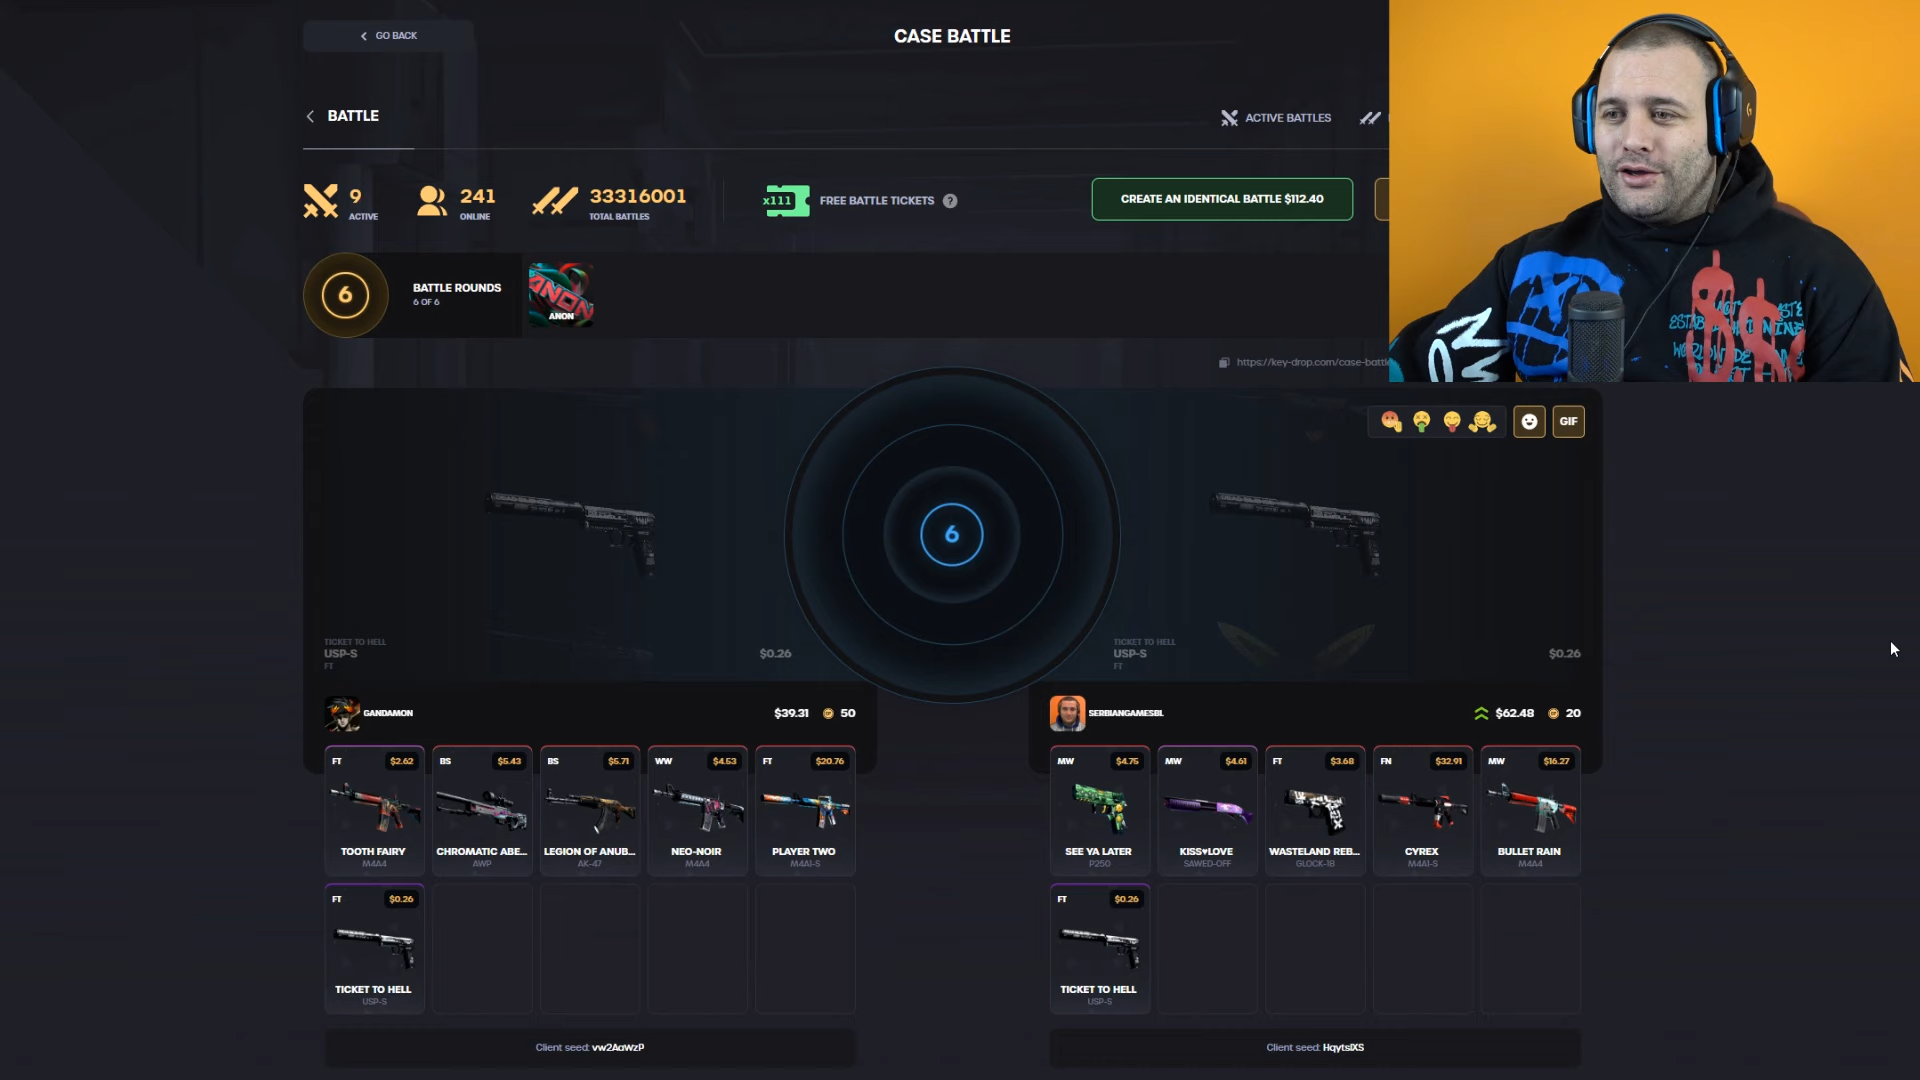 GO BACK
CASE BATTLE
BATTLE
ACTIVE BATTLES
9
ACTIVE
241
ONLINE
33316001
TOTAL BATTLES
x111
FREE BATTLE TICKETS ?
CREATE AN IDENTICAL BATTLE $112.40
6
BATTLE ROUNDS
6 OF 6
ANON
ANON
https://key-drop.com/case-battle
GIF
6
TICKET TO HELL
USP-S
FT
$0.26
TICKET TO HELL
USP-S
FT
$0.26
GANDAMON
$39.31
50
SERBIANGAMESBL
$62.48
20
FT $2.62
TOOTH FAIRY
M4A4
BS $5.43
CHROMATIC ABE...
AWP
BS $5.71
LEGION OF ANUB...
AK-47
WW $4.53
NEO-NOIR
M4A4
FT $20.76
PLAYER TWO
M4A1-S
MW $4.75
SEE YA LATER
P250
MW $4.61
KISS♥LOVE
SAWED-OFF
FT $3.68
WASTELAND REB...
GLOCK-18
FN $32.91
CYREX
M4A1-S
MW $16.27
BULLET RAIN
M4A4
FT $0.26
TICKET TO HELL
USP-S
FT $0.26
TICKET TO HELL
USP-S
Client seed: vw2AaWzP